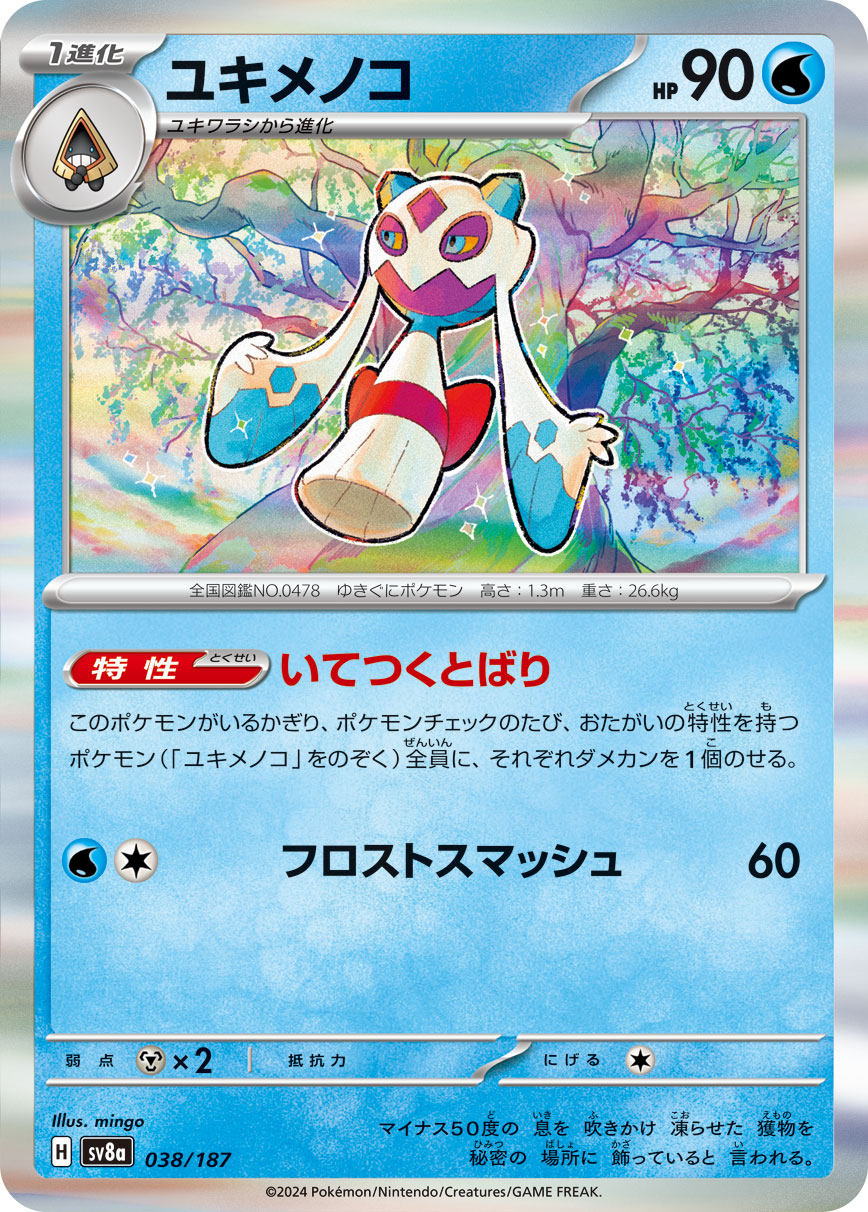 1進化
ユキメノコ
HP 90
ユキワラシから進化
全国図鑑NO.0478 ゆきぐにポケモン 高さ：1.3m 重さ：26.6kg
特性 とくせい いてつくとばり
このポケモンがいるかぎり、ポケモンチェックのたび、おたがいの特性を持つ
ポケモン（「ユキメノコ」をのぞく）全員に、それぞれダメカンを1個のせる。
フロストスマッシュ 60
弱点 ×2 抵抗力 にげる
Illus. mingo
マイナス50度の 息を 吹きかけ 凍らせた 獲物を
秘密の 場所に 飾っていると 言われる。
H sv8a 038/187
©2024 Pokémon/Nintendo/Creatures/GAME FREAK.